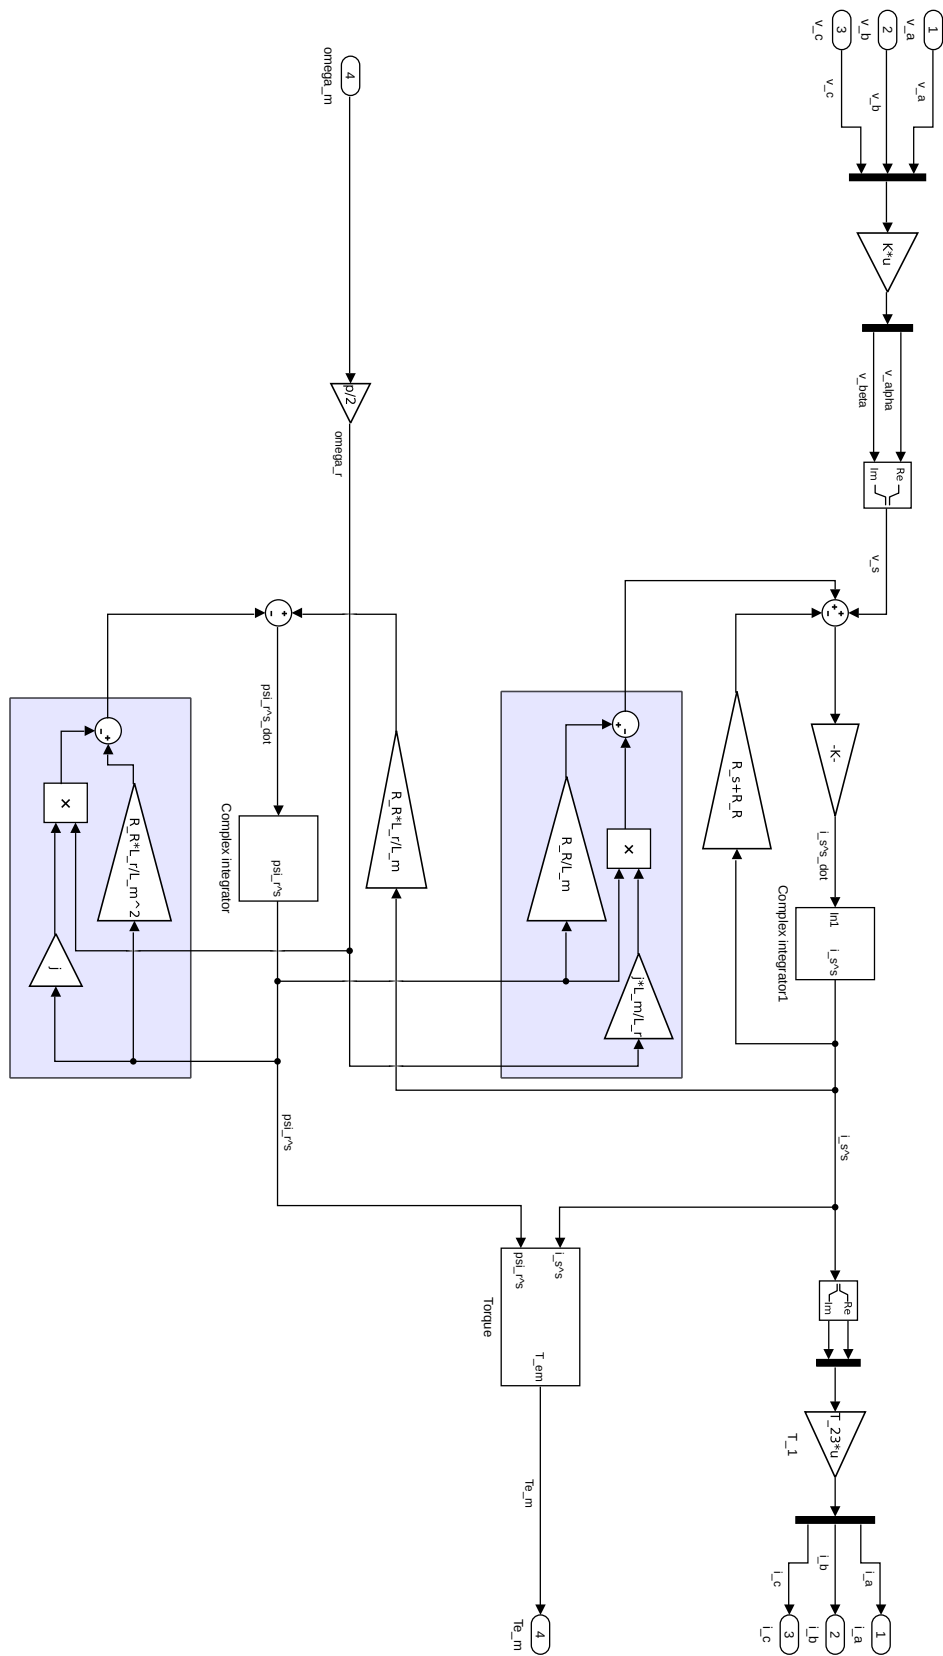 1
v_a
v_a
2
v_b
v_b
3
v_c
v_c
K*u
v_alpha
v_beta
Re
Im
v_s
+
+
-
-K-
i_s^s_dot
In1
i_s^s
Complex integrator1
i_s^s
Re
Im
T_23*u
T_1
i_a
1
i_a
i_b
2
i_b
i_c
3
i_c
R_s+R_R
-
+
×
j*L_m/L_r
R_R/L_m
i_s^s
psi_r^s
T_em
Torque
Te_m
4
Te_m
4
omega_m
p/2
omega_r
R_R*L_r/L_m
+
-
psi_r^s_dot
psi_r^s
Complex integrator
psi_r^s
+
-
R_R*L_r/L_m^2
×
j